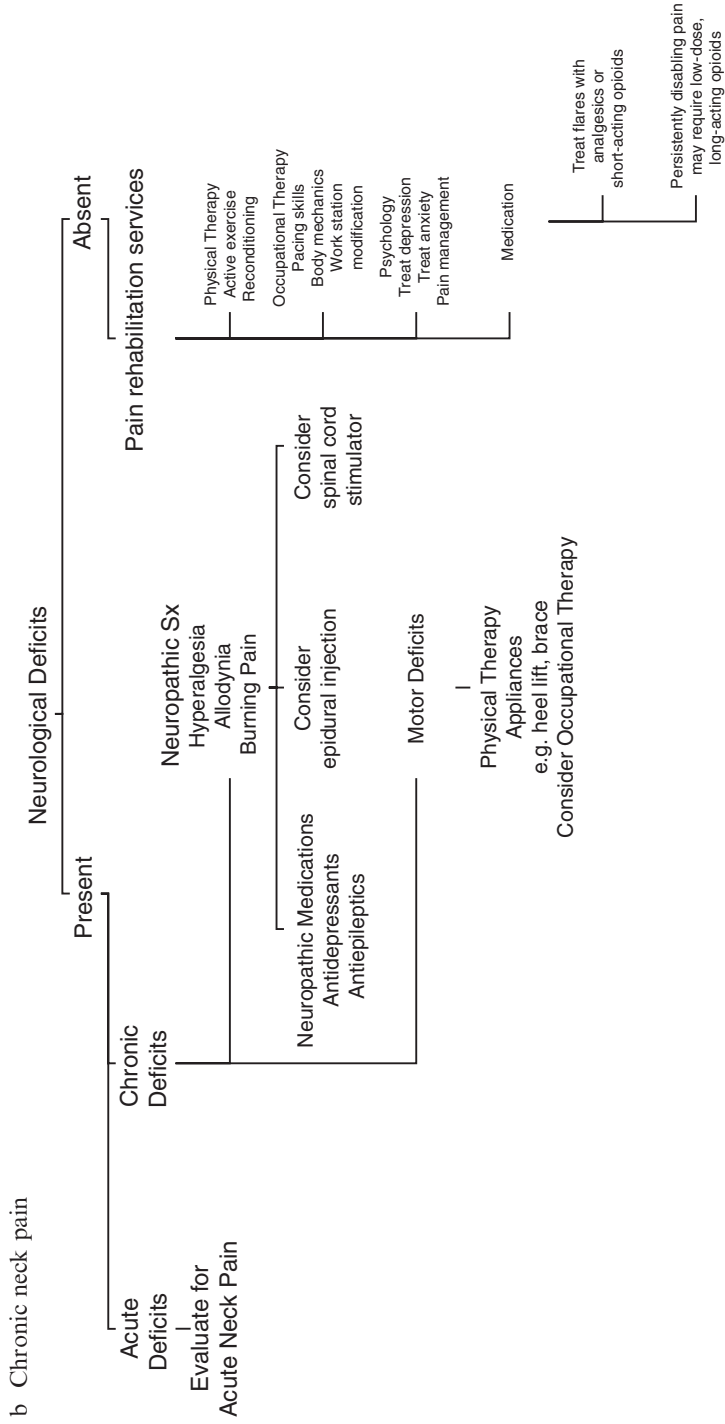 b Chronic neck pain
Neurological Deficits
Present
Absent
Acute
Deficits
Evaluate for
Acute Neck Pain
Chronic
Deficits
Neuropathic Sx
Hyperalgesia
Allodynia
Burning Pain
Neuropathic Medications
Antidepressants
Antiepileptics
Consider
epidural injection
Consider
spinal cord
stimulator
Motor Deficits
Physical Therapy
Appliances
e.g. heel lift, brace
Consider Occupational Therapy
Pain rehabilitation services
Physical Therapy
Active exercise
Reconditioning
Occupational Therapy
Pacing skills
Body mechanics
Work station
modification
Psychology
Treat depression
Treat anxiety
Pain management
Medication
Treat flares with
analgesics or
short-acting opioids
Persistently disabling pain
may require low-dose,
long-acting opioids